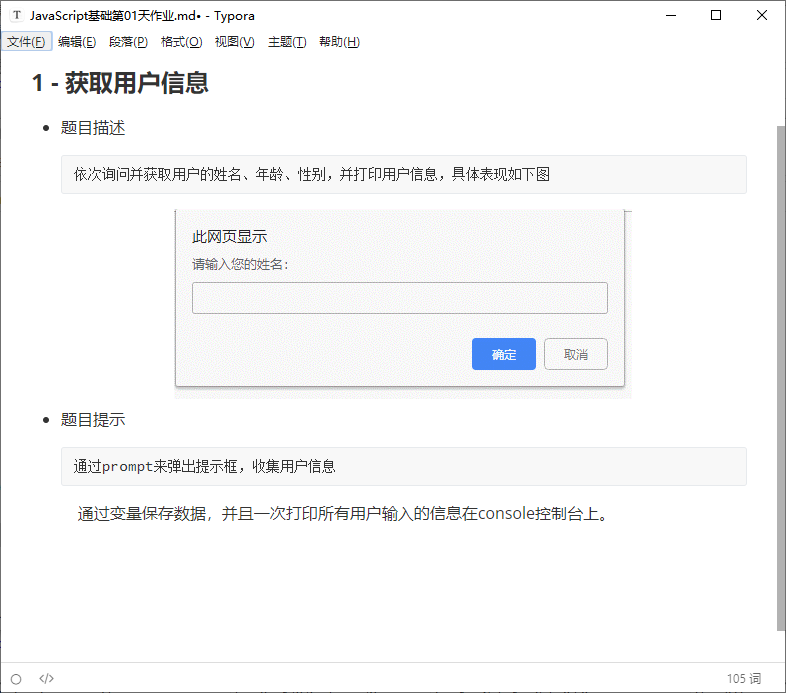 JavaScript基础第01天作业.md• - Typora
文件(F) 编辑(E) 段落(P) 格式(O) 视图(V) 主题(T) 帮助(H)
1 - 获取用户信息
题目描述
依次询问并获取用户的姓名、年龄、性别，并打印用户信息，具体表现如下图
此网页显示
请输入您的姓名：
确定 取消
题目提示
通过prompt来弹出提示框，收集用户信息
通过变量保存数据，并且一次打印所有用户输入的信息在console控制台上。
105 词